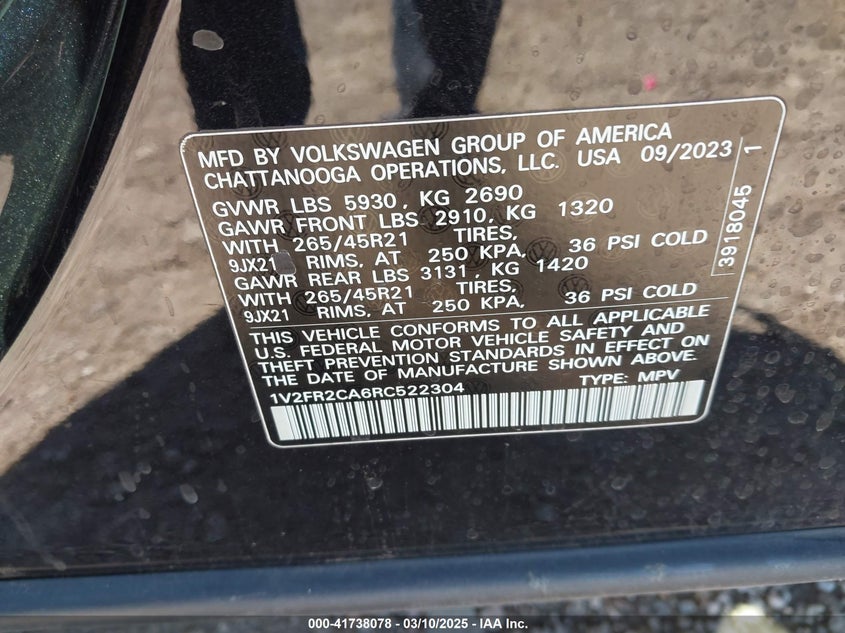 MFD BY VOLKSWAGEN GROUP OF AMERICA
CHATTANOOGA OPERATIONS, LLC. USA 09/2023
GVWR LBS 5930, KG 2690
GAWR FRONT LBS 2910, KG 1320
WITH 265/45R21 TIRES,
9JX21 RIMS, AT 250 KPA, 36 PSI COLD
GAWR REAR LBS 3131 KG 1420
WITH 265/45R21 TIRES,
9JX21 RIMS, AT 250 KPA, 36 PSI COLD
THIS VEHICLE CONFORMS TO ALL APPLICABLE
U.S. FEDERAL MOTOR VEHICLE SAFETY AND
THEFT PREVENTION STANDARDS IN EFFECT ON
THE DATE OF MANUFACTURE SHOWN ABOVE.
1V2FR2CA6RC522304 TYPE: MPV
3918045 1
000-41738078 — 03/10/2025 — IAA Inc.